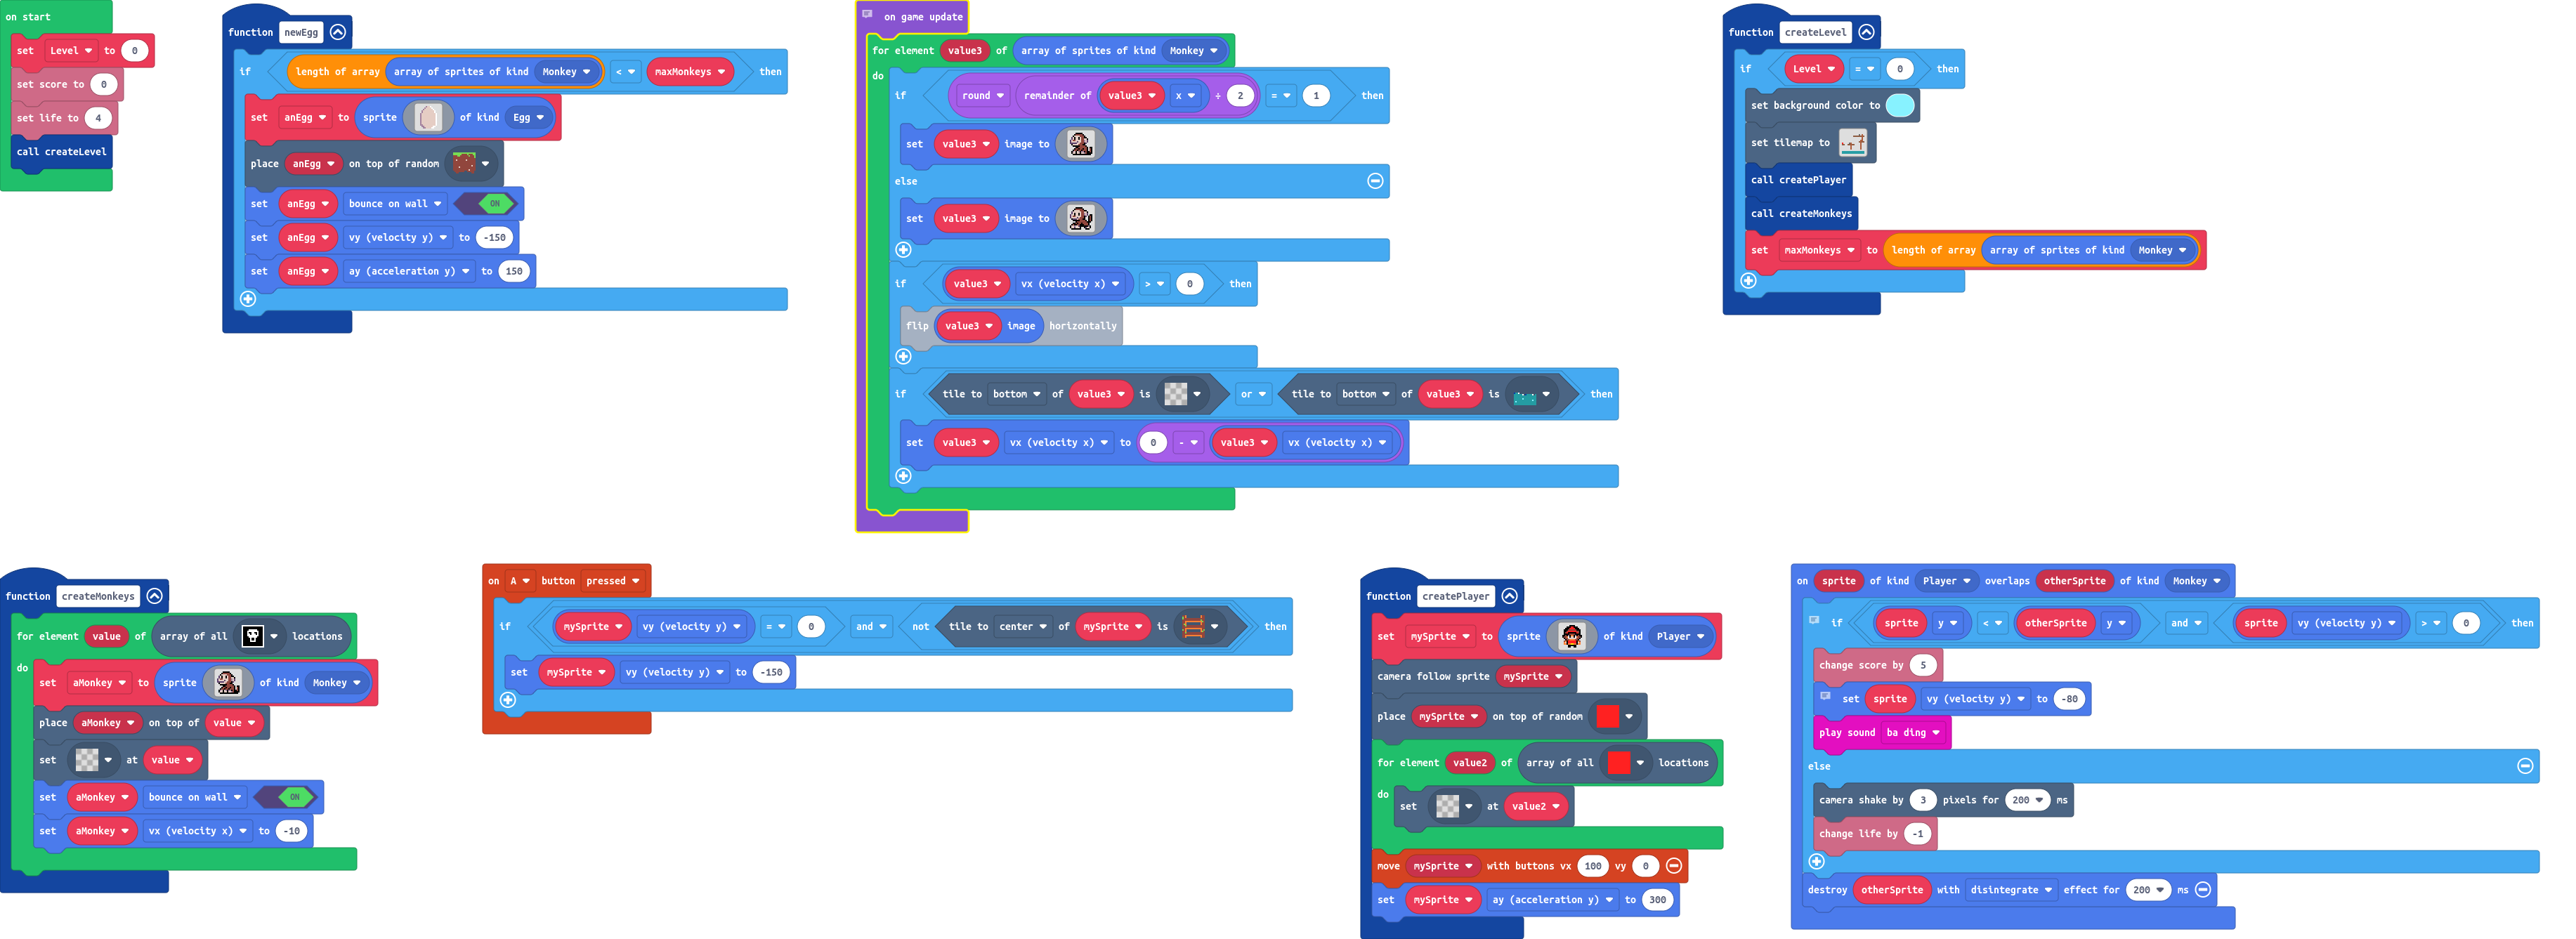 on start
set Level to 0
set score to 0
set life to 4
call createLevel
function newEgg
if length of array array of sprites of kind Monkey < maxMonkeys then
set anEgg to sprite of kind Egg
place anEgg on top of random
set anEgg bounce on wall ON
set anEgg vy (velocity y) to -150
set anEgg ay (acceleration y) to 150
on game update
for element value3 of array of sprites of kind Monkey
do
if round remainder of value3 x ÷ 2 = 1 then
set value3 image to
else
set value3 image to
if value3 vx (velocity x) > 0 then
flip value3 image horizontally
if tile to bottom of value3 is or tile to bottom of value3 is then
set value3 vx (velocity x) to 0 - value3 vx (velocity x)
function createLevel
if Level = 0 then
set background color to
set tilemap to
call createPlayer
call createMonkeys
set maxMonkeys to length of array array of sprites of kind Monkey
function createMonkeys
for element value of array of all locations
do
set aMonkey to sprite of kind Monkey
place aMonkey on top of value
set at value
set aMonkey bounce on wall ON
set aMonkey vx (velocity x) to -10
on A button pressed
if mySprite vy (velocity y) = 0 and not tile to center of mySprite is then
set mySprite vy (velocity y) to -150
function createPlayer
set mySprite to sprite of kind Player
camera follow sprite mySprite
place mySprite on top of random
for element value2 of array of all locations
do
set at value2
move mySprite with buttons vx 100 vy 0
set mySprite ay (acceleration y) to 300
on sprite of kind Player overlaps otherSprite of kind Monkey
if sprite y < otherSprite y and sprite vy (velocity y) > 0 then
change score by 5
set sprite vy (velocity y) to -80
play sound ba ding
else
camera shake by 3 pixels for 200 ms
change life by -1
destroy otherSprite with disintegrate effect for 200 ms